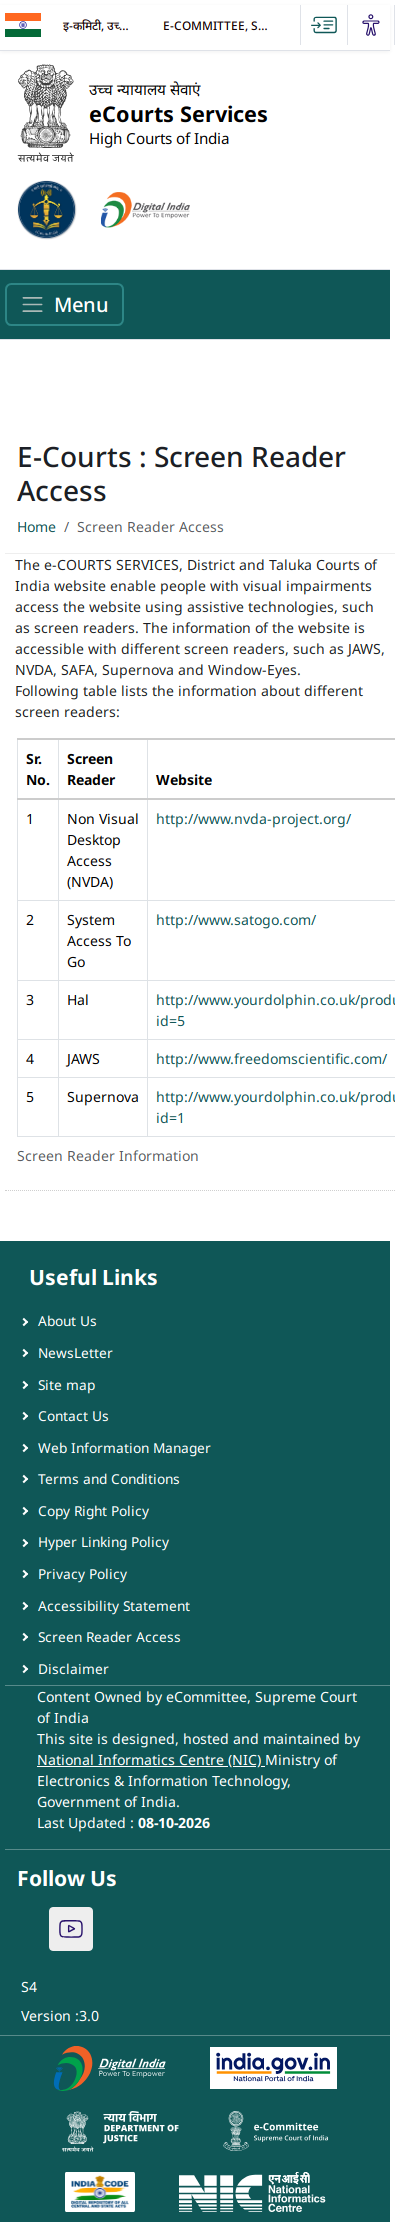 इ-कमिटी, उच्...
E-COMMITTEE, S...
उच्च न्यायालय सेवाएं
eCourts Services
High Courts of India
सत्यमेव जयते
Digital India
Power To Empower
Menu
E-Courts : Screen Reader
Access
Home / Screen Reader Access
The e-COURTS SERVICES, District and Taluka Courts of
India website enable people with visual impairments
access the website using assistive technologies, such
as screen readers. The information of the website is
accessible with different screen readers, such as JAWS,
NVDA, SAFA, Supernova and Window-Eyes.
Following table lists the information about different
screen readers:
Sr. Screen
No. Reader Website
1 Non Visual http://www.nvda-project.org/
Desktop
Access
(NVDA)
2 System http://www.satogo.com/
Access To
Go
3 Hal http://www.yourdolphin.co.uk/produ
id=5
4 JAWS http://www.freedomscientific.com/
5 Supernova http://www.yourdolphin.co.uk/produ
id=1
Screen Reader Information
Useful Links
About Us
NewsLetter
Site map
Contact Us
Web Information Manager
Terms and Conditions
Copy Right Policy
Hyper Linking Policy
Privacy Policy
Accessibility Statement
Screen Reader Access
Disclaimer
Content Owned by eCommittee, Supreme Court
of India
This site is designed, hosted and maintained by
National Informatics Centre (NIC) Ministry of
Electronics & Information Technology,
Government of India.
Last Updated : 08-10-2026
Follow Us
S4
Version :3.0
Digital India
Power To Empower
india.gov.in
National Portal of India
न्याय विभाग
DEPARTMENT OF
JUSTICE
सत्यमेव जयते
e-Committee
Supreme Court of India
INDIA CODE
DIGITAL REPOSITORY OF ALL
CENTRAL AND STATE ACTS
NIC एनआईसी
National
Informatics
Centre